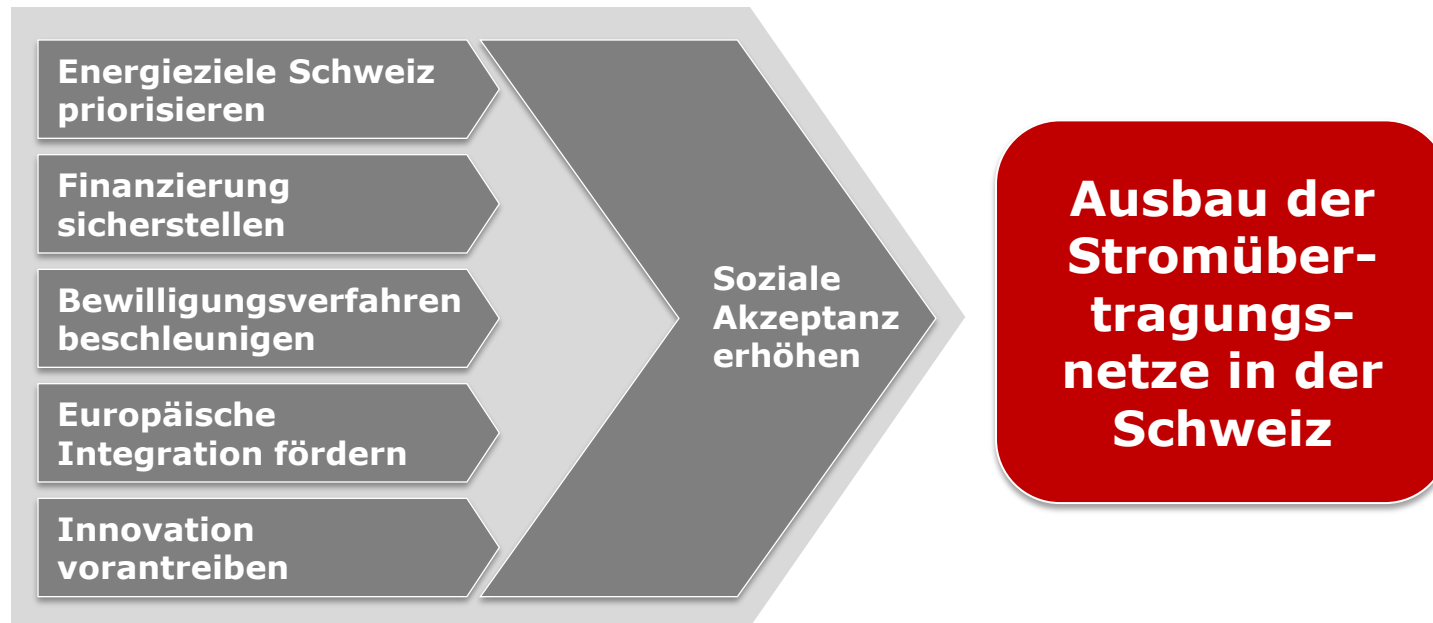 Energieziele Schweiz
priorisieren
Finanzierung
sicherstellen
Bewilligungsverfahren
beschleunigen
Europäische
Integration fördern
Innovation
vorantreiben
Soziale
Akzeptanz
erhöhen
Ausbau der
Stromüber-
tragungs-
netze in der
Schweiz